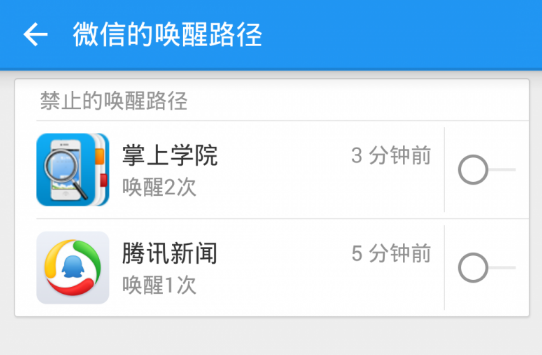 微信的唤醒路径
禁止的唤醒路径
掌上学院
3 分钟前
唤醒2次
腾讯新闻
5 分钟前
唤醒1次